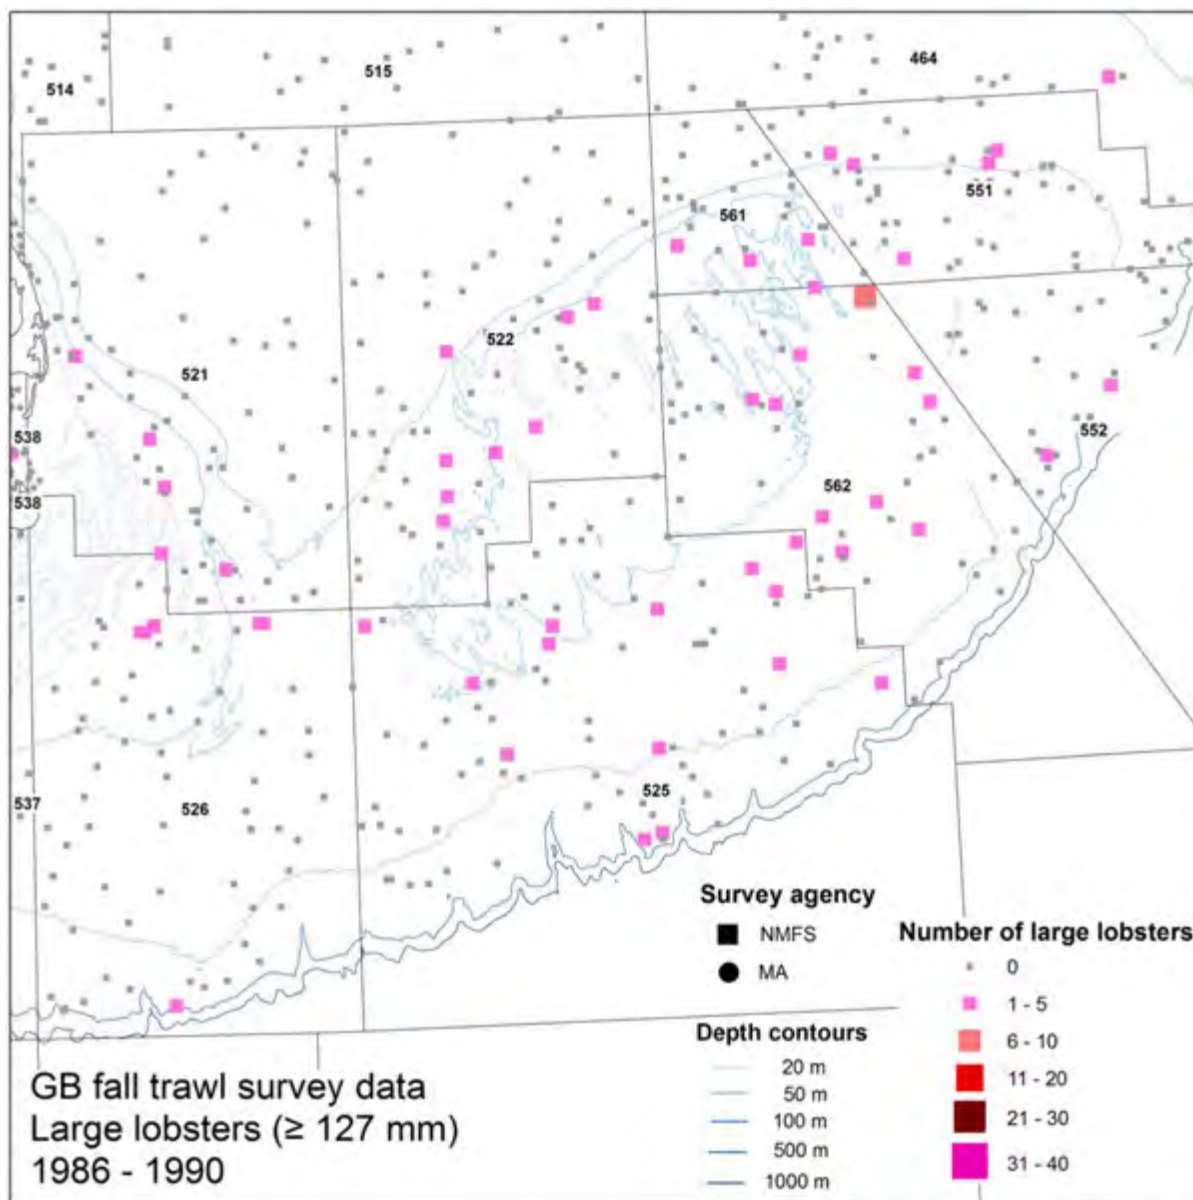 464
515
514
551
561
522
521
552
538
562
538
525
537
526
Survey agency
NMFS
MA
Number of large lobsters
0
1 - 5
6 - 10
11 - 20
21 - 30
31 - 40
Depth contours
20 m
50 m
100 m
500 m
1000 m
GB fall trawl survey data
Large lobsters (≥ 127 mm)
1986 - 1990